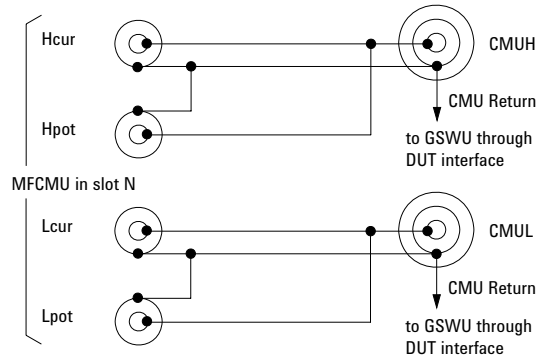 Hcur
CMUH
CMU Return
Hpot
to GSWU through
DUT interface
MFCMU in slot N
Lcur
CMUL
CMU Return
Lpot
to GSWU through
DUT interface